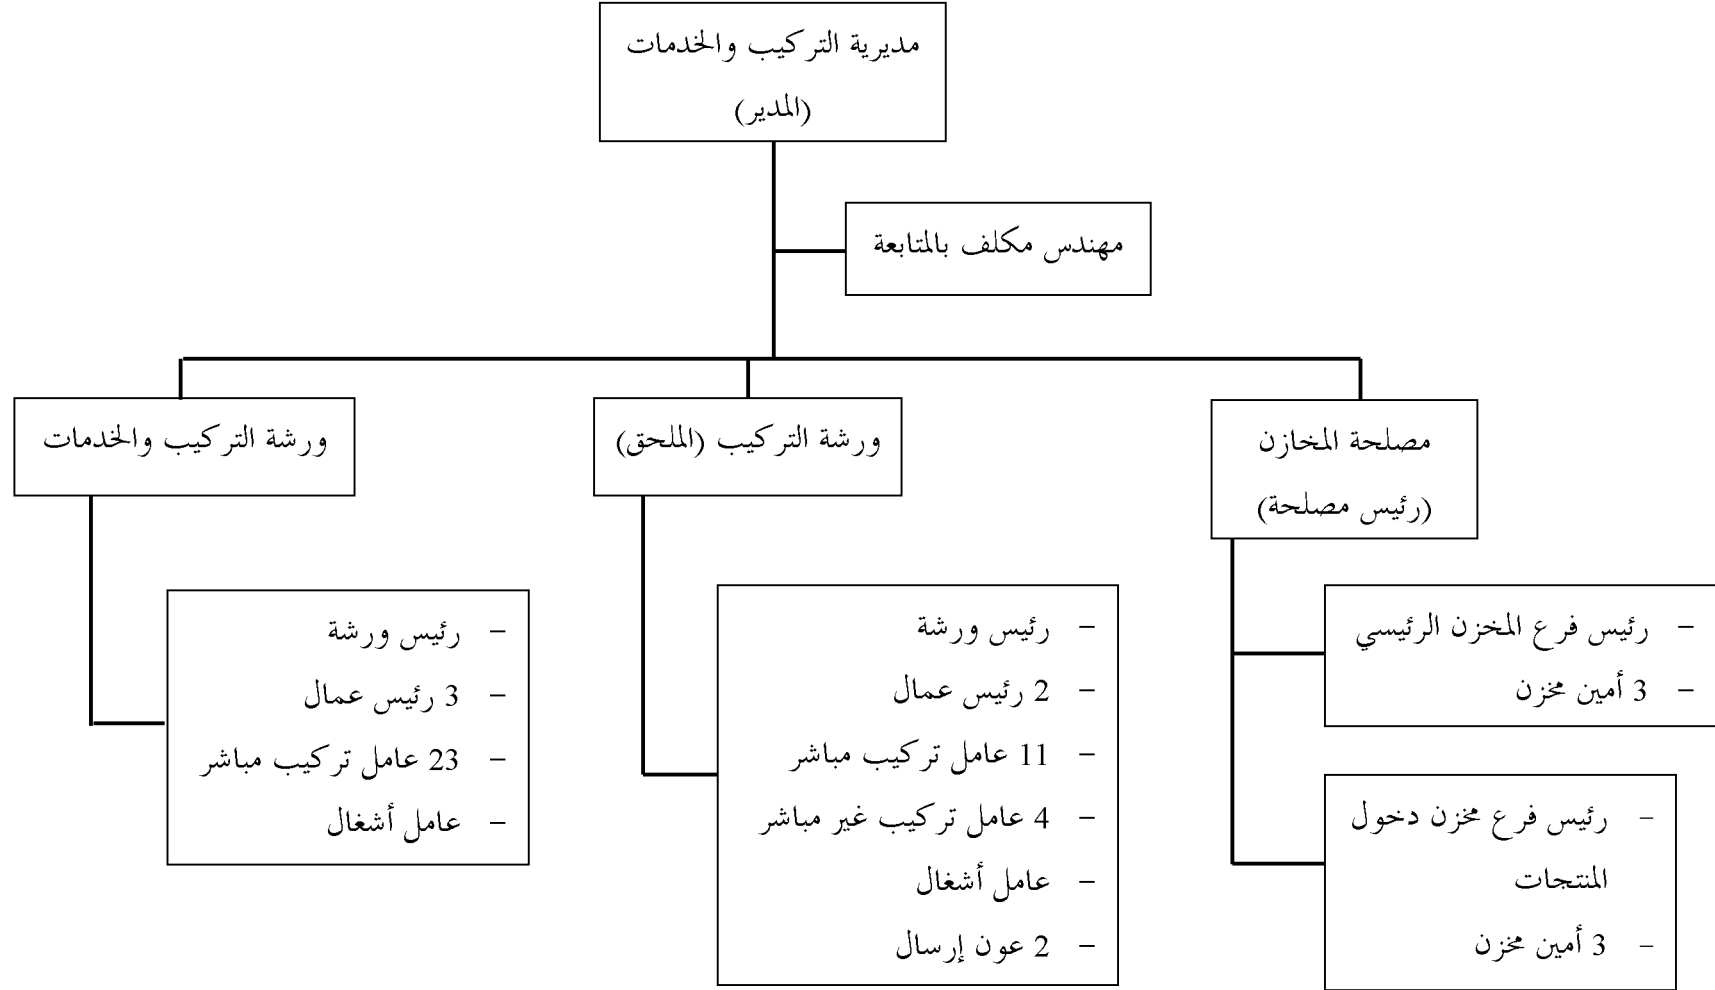 مديرية التركيب والخدمات
(المدير)
مهندس مكلف بالمتابعة
مصلحة المخازن
(رئيس مصلحة)
ورشة التركيب (الملحق)
ورشة التركيب والخدمات
- رئيس فرع المخزن الرئيسي
- 3 أمين مخزن
- رئيس فرع مخزن دخول
المنتجات
- 3 أمين مخزن
- رئيس ورشة
- 2 رئيس عمال
- 11 عامل تركيب مباشر
- 4 عامل تركيب غير مباشر
- عامل أشغال
- 2 عون إرسال
- رئيس ورشة
- 3 رئيس عمال
- 23 عامل تركيب مباشر
- عامل أشغال